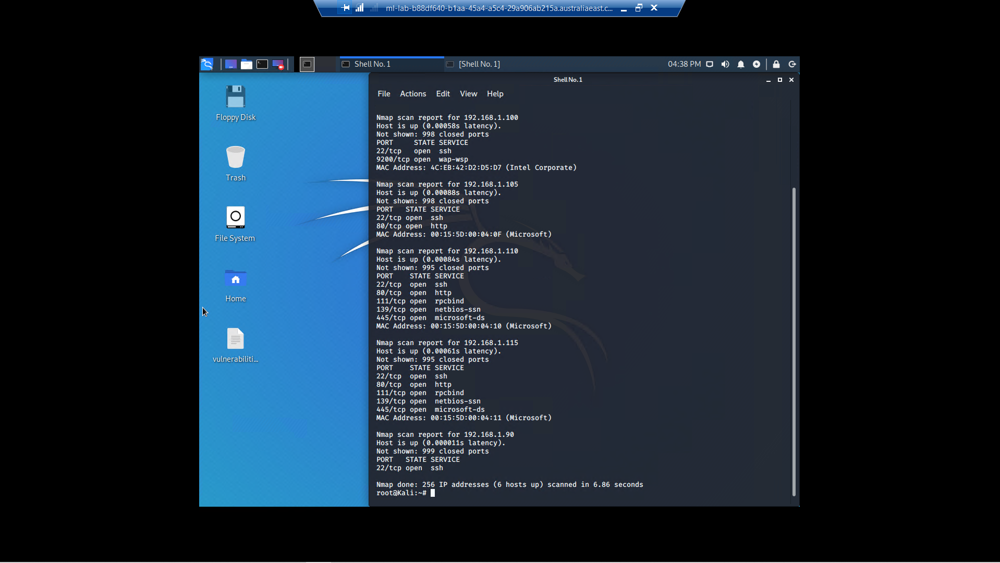 ml-lab-b88df640-b1aa-45a4-a5c4-29a906ab215a.australiaeast.c...
Shell No. 1
[Shell No. 1]
04:38 PM
Floppy Disk
Trash
File System
Home
vulnerabiliti...
Shell No. 1
File Actions Edit View Help
Nmap scan report for 192.168.1.100
Host is up (0.00058s latency).
Not shown: 998 closed ports
PORT     STATE SERVICE
22/tcp   open  ssh
9200/tcp open  wap-wsp
MAC Address: 4C:EB:42:D2:D5:D7 (Intel Corporate)
Nmap scan report for 192.168.1.105
Host is up (0.00088s latency).
Not shown: 998 closed ports
PORT   STATE SERVICE
22/tcp open  ssh
80/tcp open  http
MAC Address: 00:15:5D:00:04:0F (Microsoft)
Nmap scan report for 192.168.1.110
Host is up (0.00084s latency).
Not shown: 995 closed ports
PORT    STATE SERVICE
22/tcp  open  ssh
80/tcp  open  http
111/tcp open  rpcbind
139/tcp open  netbios-ssn
445/tcp open  microsoft-ds
MAC Address: 00:15:5D:00:04:10 (Microsoft)
Nmap scan report for 192.168.1.115
Host is up (0.00061s latency).
Not shown: 995 closed ports
PORT    STATE SERVICE
22/tcp  open  ssh
80/tcp  open  http
111/tcp open  rpcbind
139/tcp open  netbios-ssn
445/tcp open  microsoft-ds
MAC Address: 00:15:5D:00:04:11 (Microsoft)
Nmap scan report for 192.168.1.90
Host is up (0.000011s latency).
Not shown: 999 closed ports
PORT   STATE SERVICE
22/tcp open  ssh
Nmap done: 256 IP addresses (6 hosts up) scanned in 6.86 seconds
root@Kali:~#